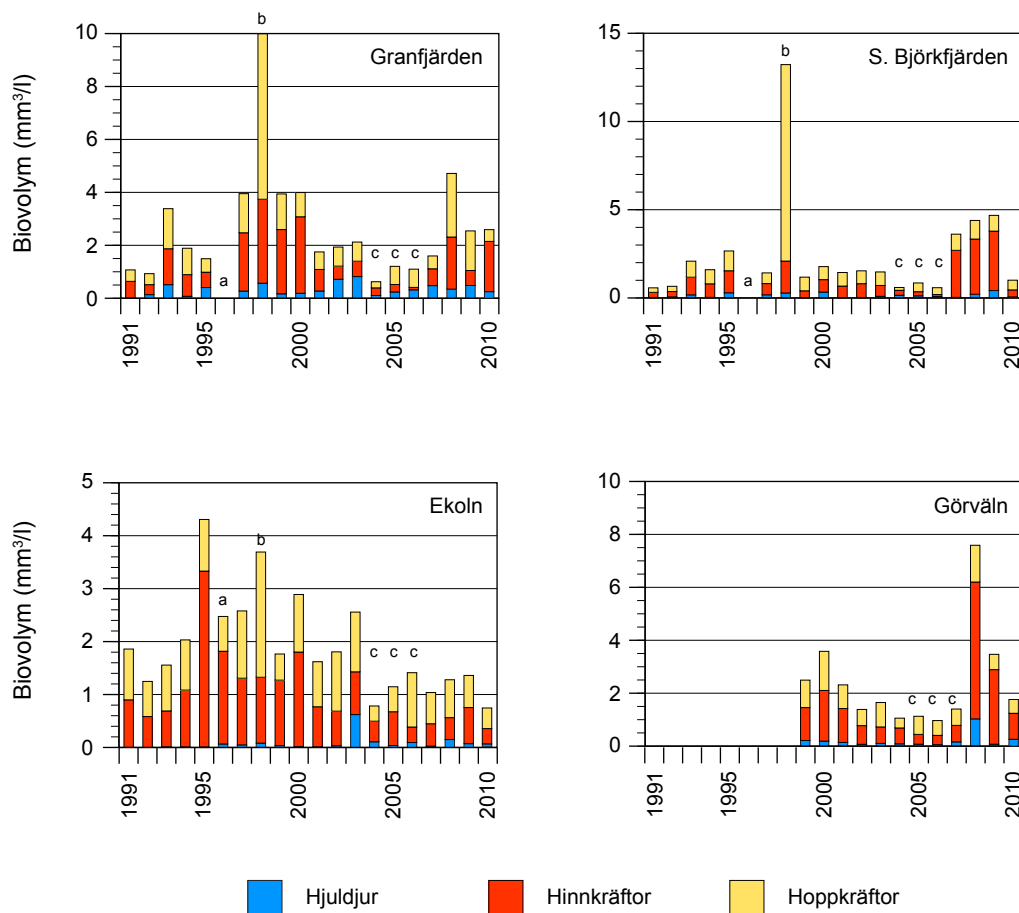 Granfjärden
Biovolym (mm³/l)
10
8
6
4
2
0
b
a
c c c
1991 1995 2000 2005 2010
S. Björkfjärden
15
10
5
0
b
a
c c c
1991 1995 2000 2005 2010
Ekoln
Biovolym (mm³/l)
5
4
3
2
1
0
a
b
c c c
1991 1995 2000 2005 2010
Görväln
10
8
6
4
2
0
c c c
1991 2000 2005 2010
Hjuldjur Hinnkräftor Hoppkräftor